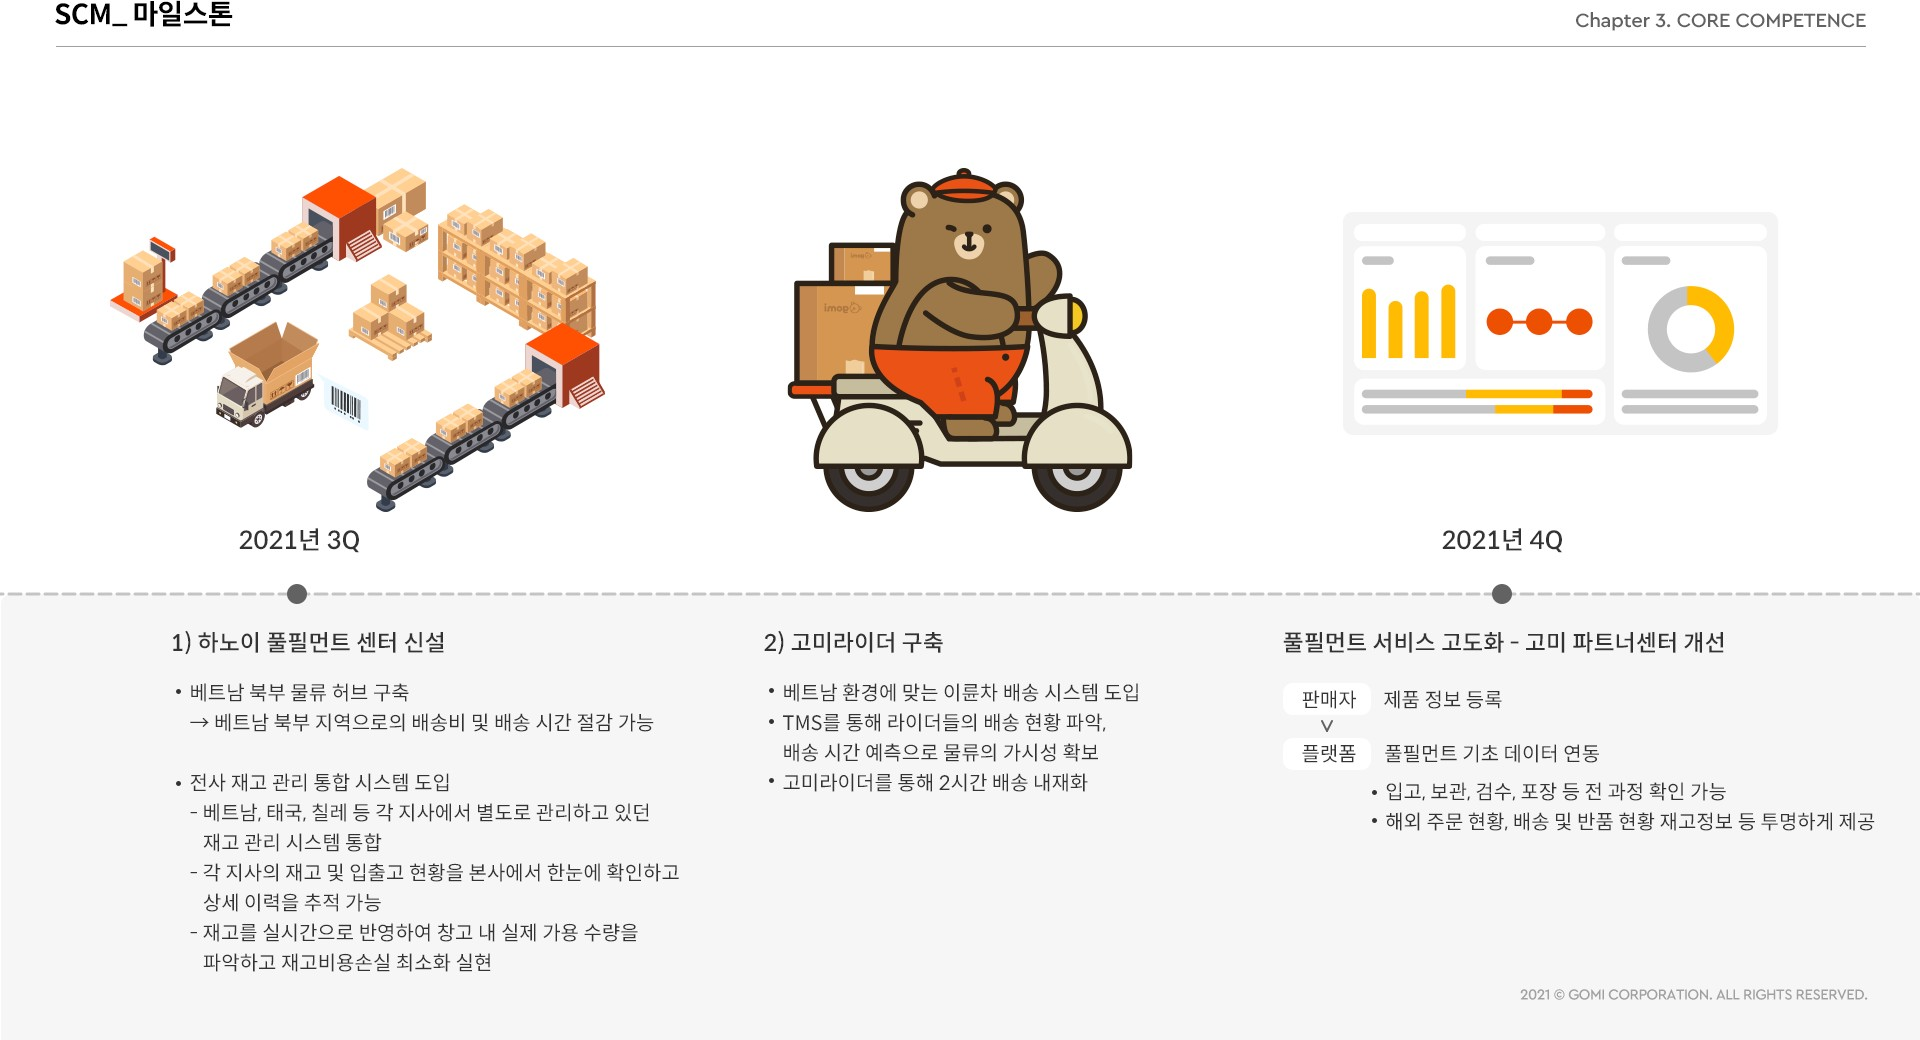 SCM_ 마일스톤
Chapter 3. CORE COMPETENCE
2021년 3Q
2021년 4Q
1) 하노이 풀필먼트 센터 신설
• 베트남 북부 물류 허브 구축
→ 베트남 북부 지역으로의 배송비 및 배송 시간 절감 가능
• 전사 재고 관리 통합 시스템 도입
- 베트남, 태국, 칠레 등 각 지사에서 별도로 관리하고 있던
재고 관리 시스템 통합
- 각 지사의 재고 및 입출고 현황을 본사에서 한눈에 확인하고
상세 이력을 추적 가능
- 재고를 실시간으로 반영하여 창고 내 실제 가용 수량을
파악하고 재고비용손실 최소화 실현
2) 고미라이더 구축
• 베트남 환경에 맞는 이륜차 배송 시스템 도입
• TMS를 통해 라이더들의 배송 현황 파악,
배송 시간 예측으로 물류의 가시성 확보
• 고미라이더를 통해 2시간 배송 내재화
풀필먼트 서비스 고도화 - 고미 파트너센터 개선
판매자 제품 정보 등록
플랫폼 풀필먼트 기초 데이터 연동
• 입고, 보관, 검수, 포장 등 전 과정 확인 가능
• 해외 주문 현황, 배송 및 반품 현황 재고정보 등 투명하게 제공
2021 © GOMI CORPORATION. ALL RIGHTS RESERVED.